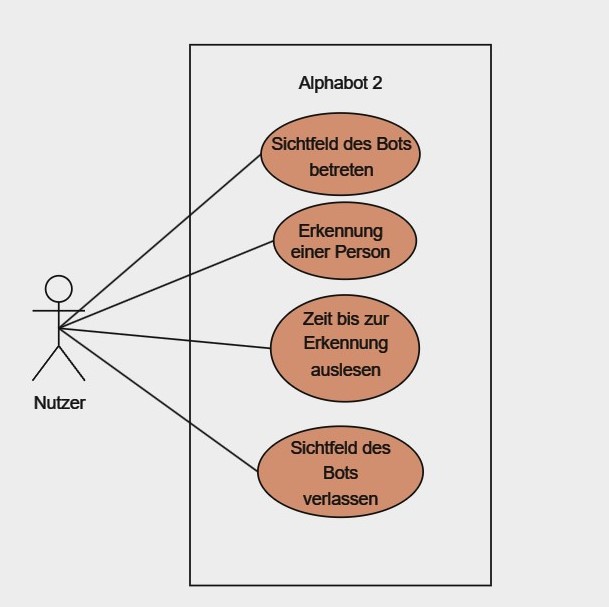 Alphabot 2
Sichtfeld des Bots
betreten
Erkennung
einer Person
Zeit bis zur
Erkennung
auslesen
Nutzer
Sichtfeld des
Bots
verlassen